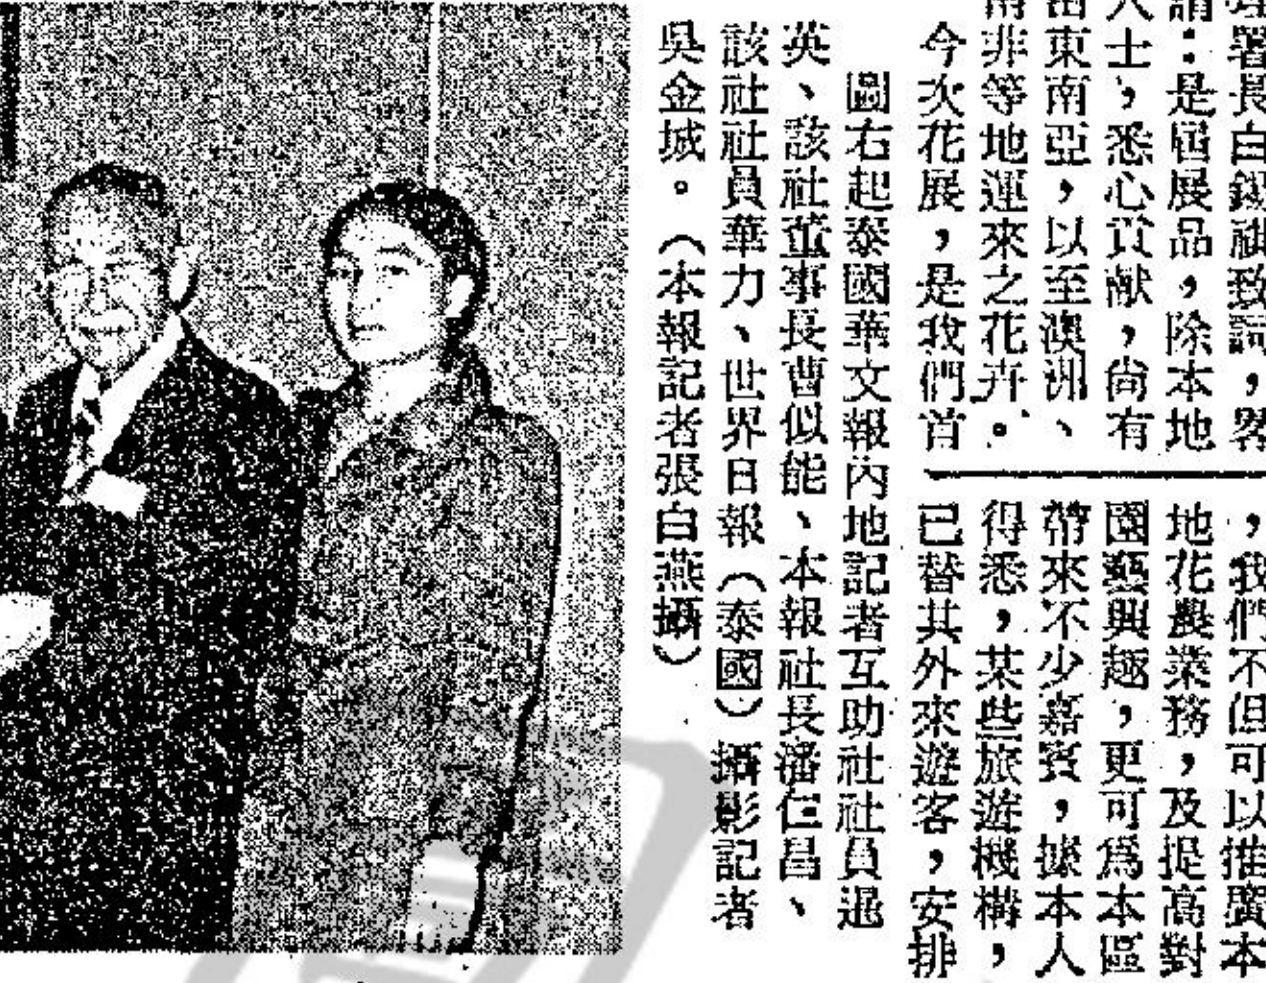 署長白致詞，畧
謂：是屆展品，除本地
人士，悉心貢献，尚有
東南亞，以至澳洲、
南非等地運來之花卉。
今次花展，是我們首
，我們不但可以推廣本
地花農業務，及提高對
園藝興趣，更可爲本區
帶來不少嘉賓，據本人
得悉，某些旅遊機構，
已替其外來遊客，安排
圖右起泰國華文報內地記者互助社社員
英、該社董事長曹似能、本報社長潘仁昌、
該社社員華力、世界日報（泰國）攝影記者
吳金城。（本報記者張白燕攝）